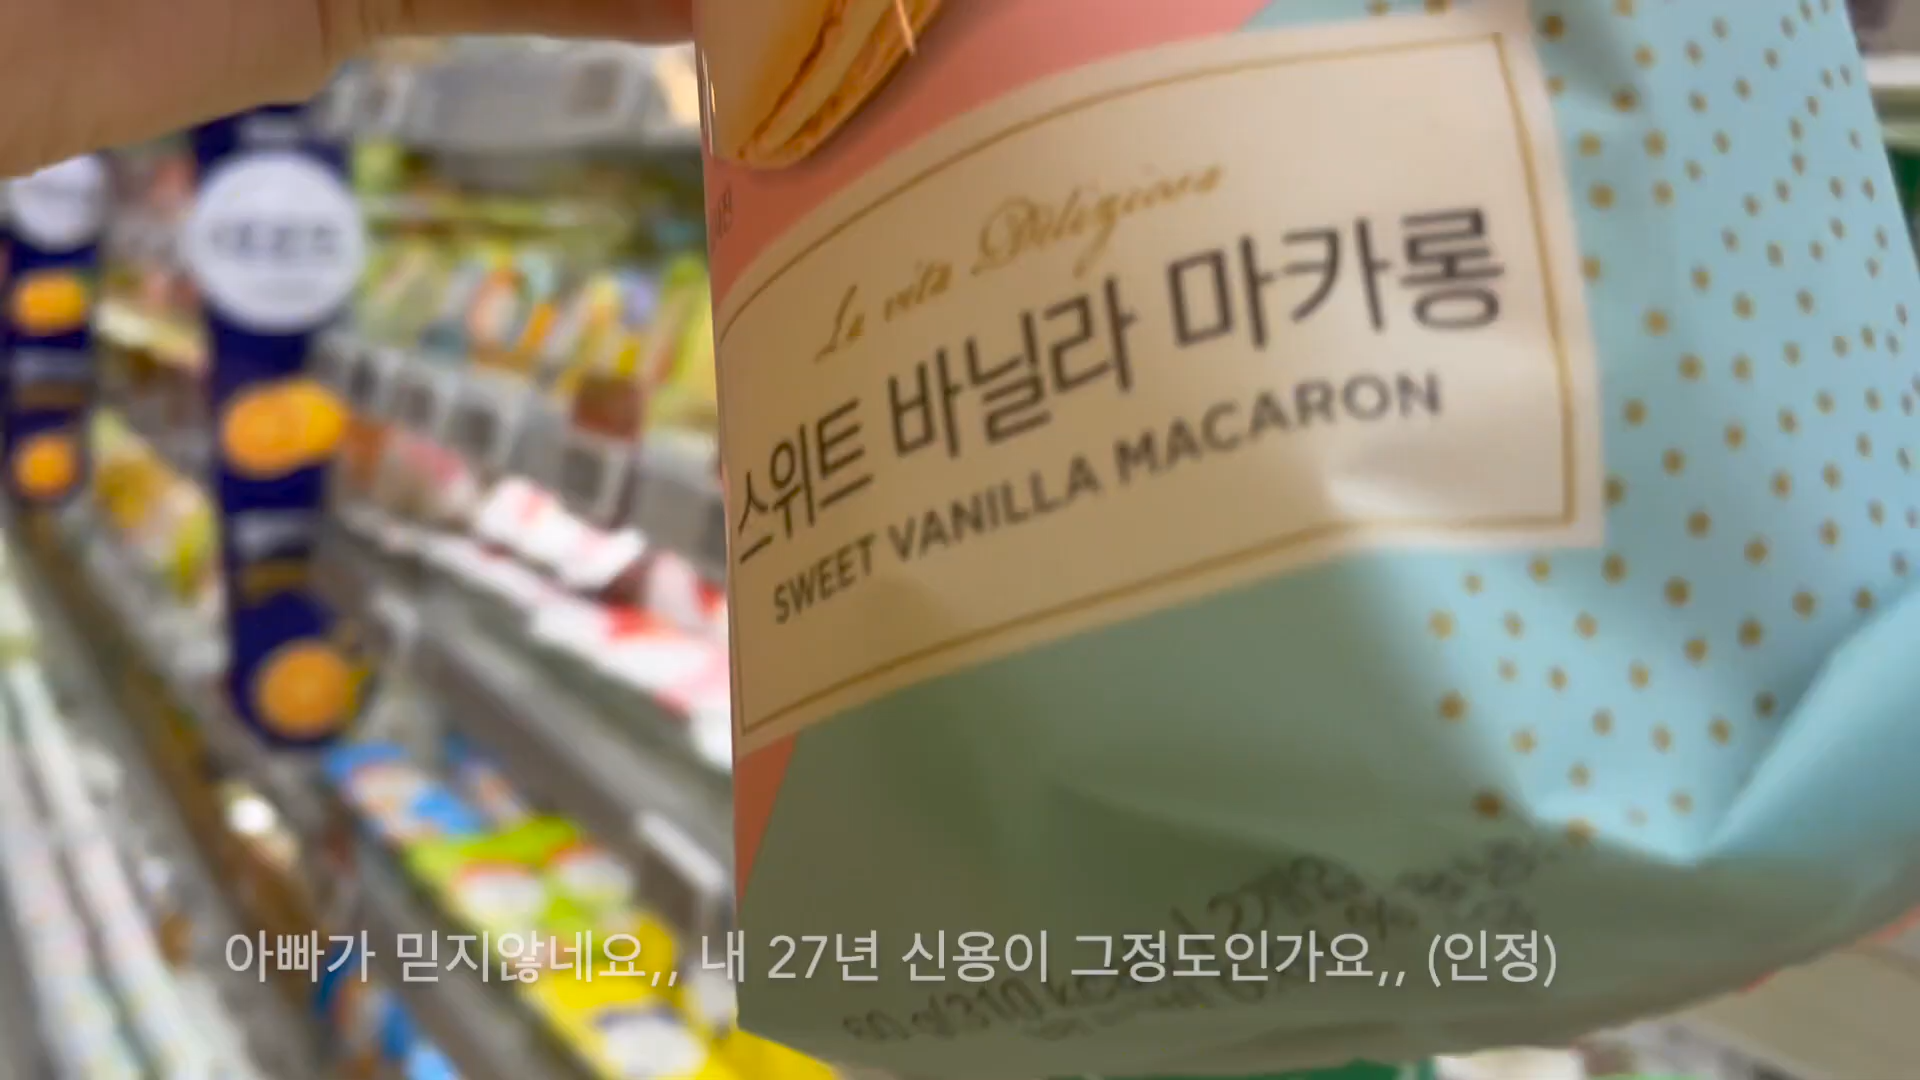 La vita Délizious
스위트 바닐라 마카롱
SWEET VANILLA MACARON
아빠가 믿지않네요,, 내 27년 신용이 그정도인가요,, (인정)